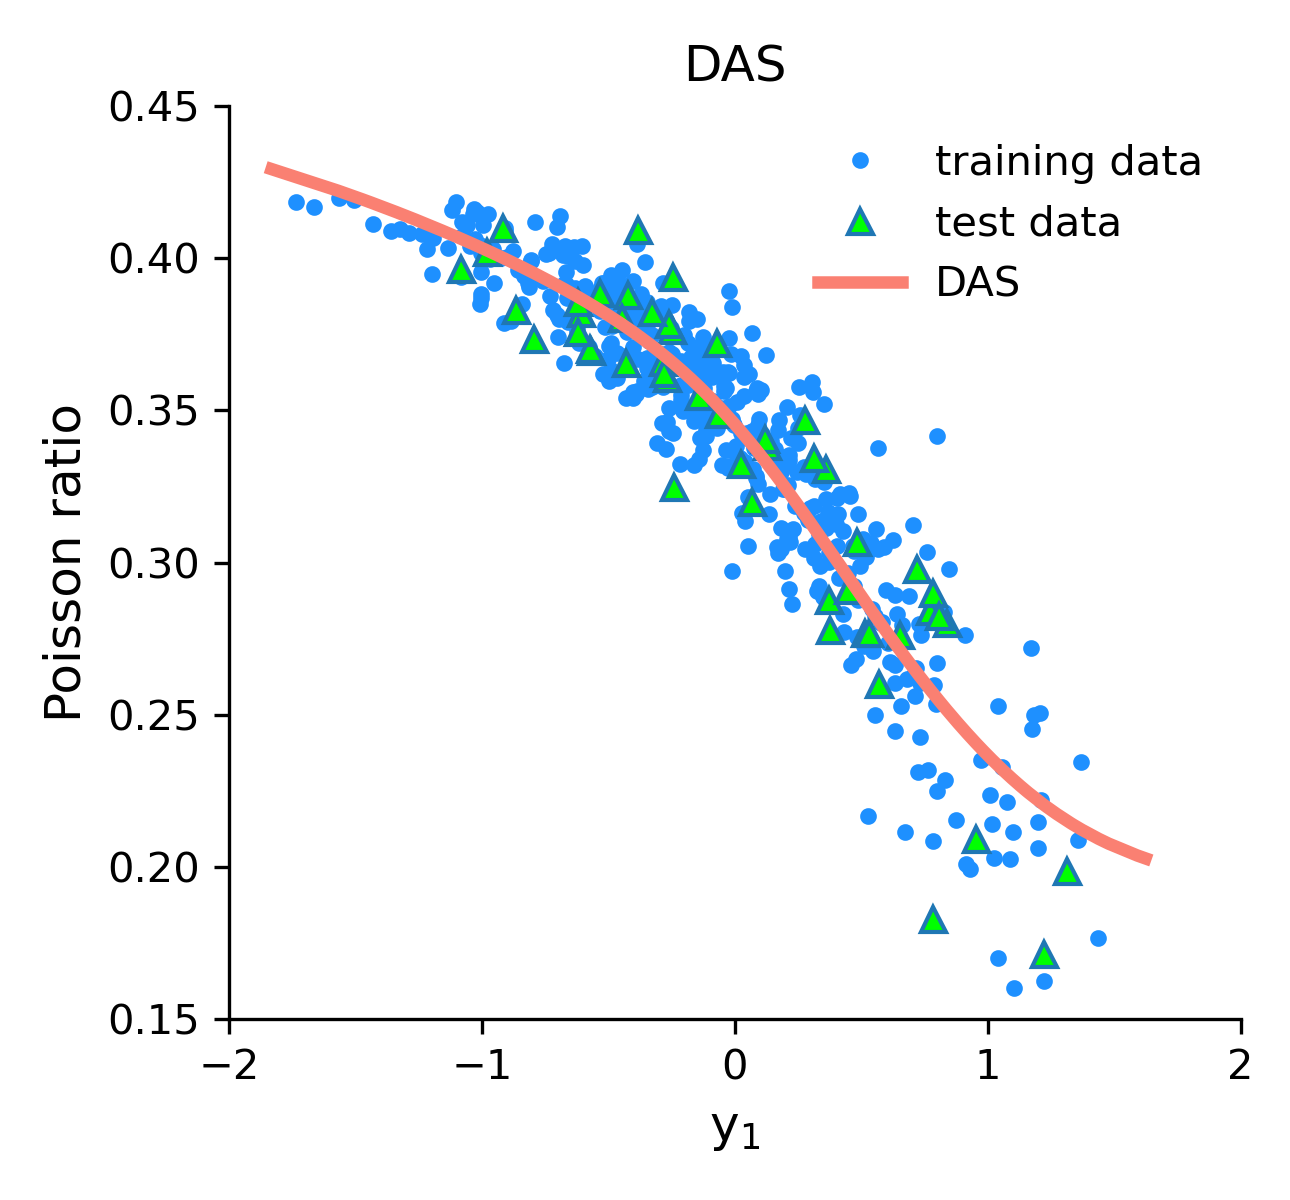 DAS
0.45
0.40
0.35
0.30
0.25
0.20
0.15
Poisson ratio
training data
test data
DAS
−2 −1 0 1 2
y₁